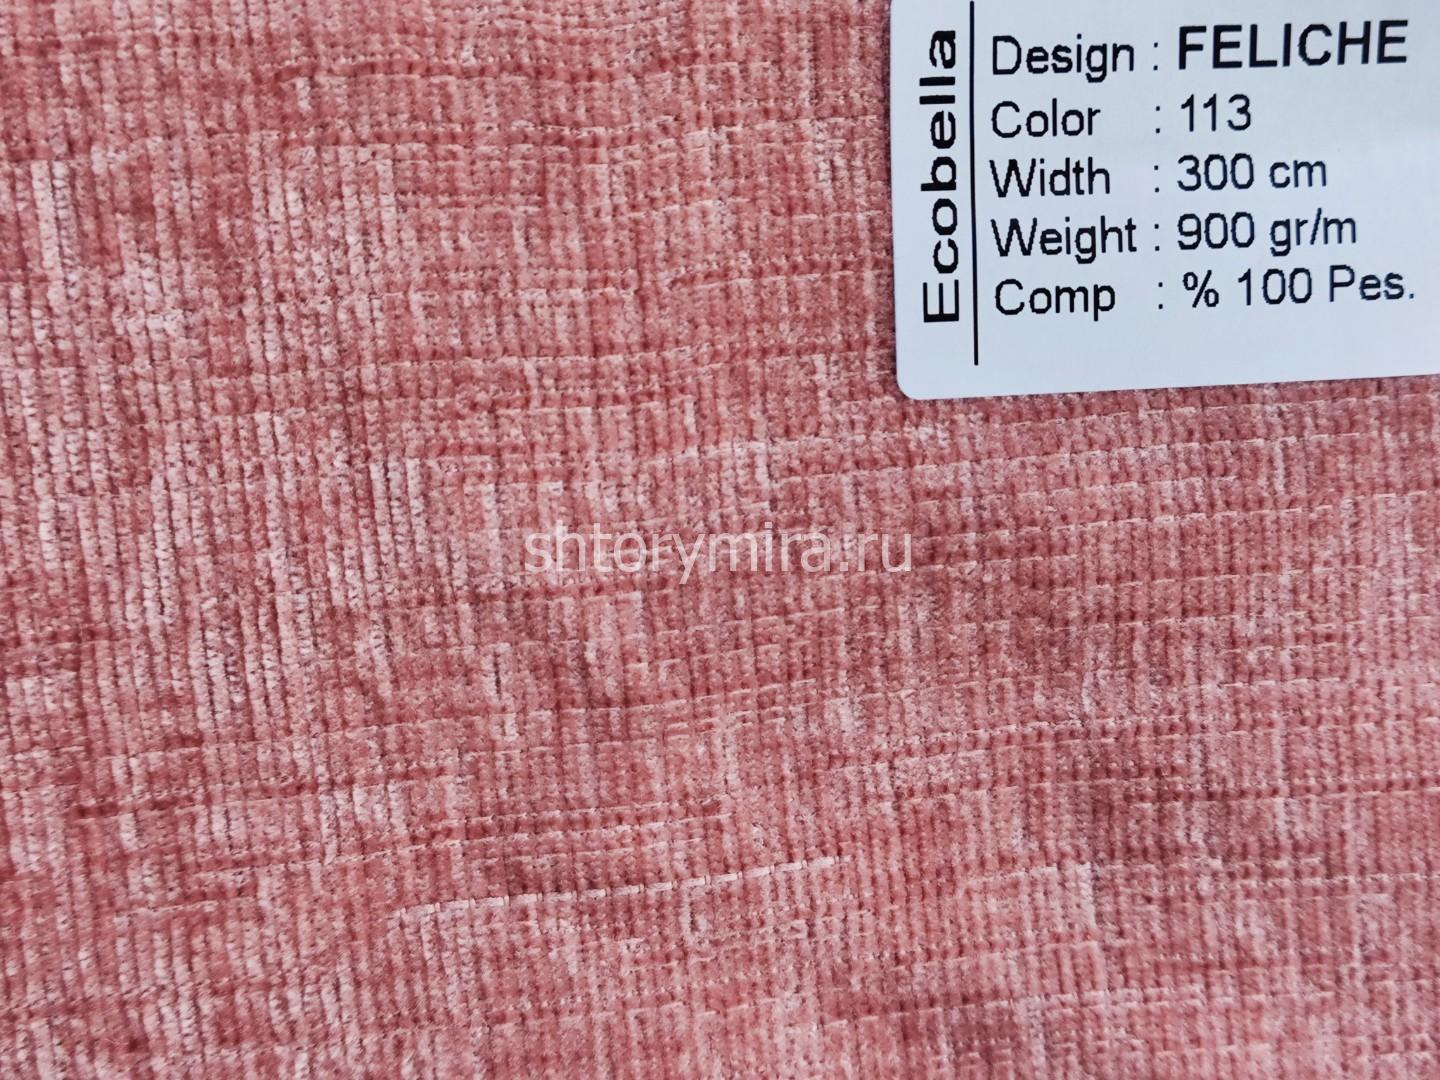 Ecobella
Design : FELICHE
Color : 113
Width : 300 cm
Weight : 900 gr/m
Comp : % 100 Pes.
shtorymira.ru